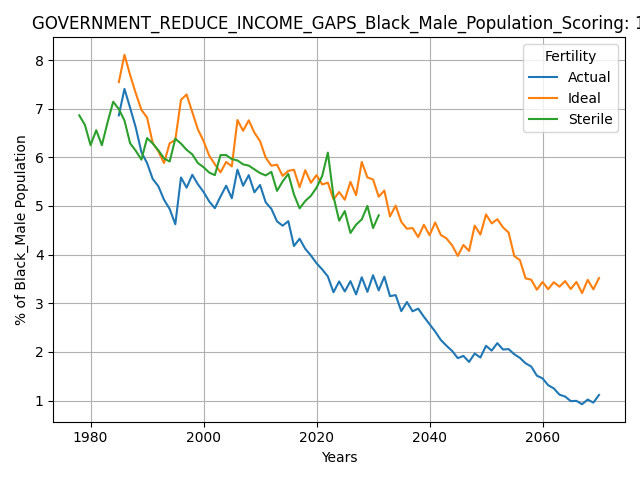 GOVERNMENT_REDUCE_INCOME_GAPS_Black_Male_Population_Scoring: 1
Fertility
Actual
Ideal
Sterile
% of Black_Male Population
8
7
6
5
4
3
2
1
1980 2000 2020 2040 2060
Years